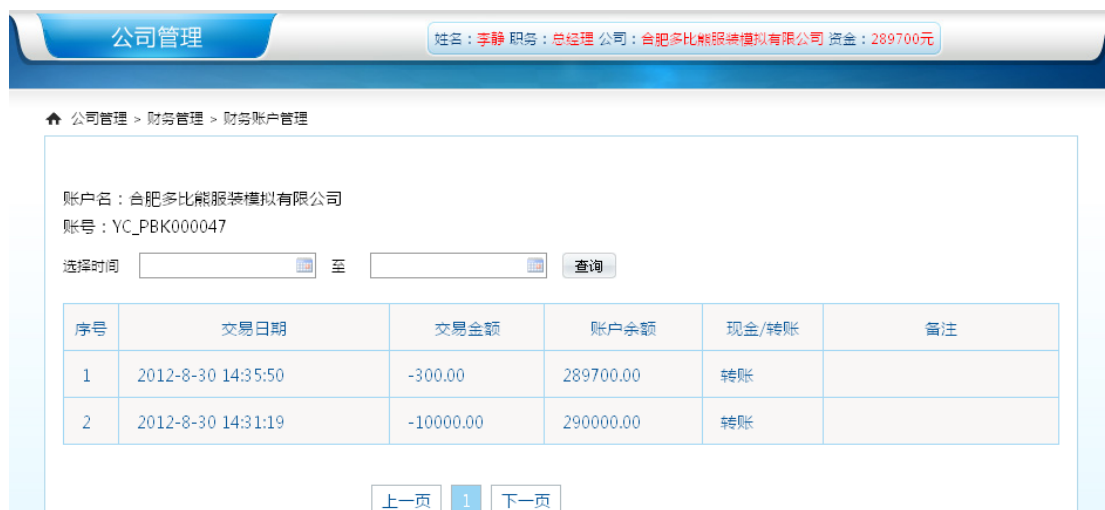 公司管理
姓名：李静 职务：总经理 公司：合肥多比熊服装模拟有限公司 资金：289700元
公司管理 > 财务管理 > 财务账户管理
账户名：合肥多比熊服装模拟有限公司
账号：YC_PBK000047
选择时间 至 查询
序号 交易日期 交易金额 账户余额 现金/转账 备注
1 2012-8-30 14:35:50 -300.00 289700.00 转账
2 2012-8-30 14:31:19 -10000.00 290000.00 转账
上一页 1 下一页